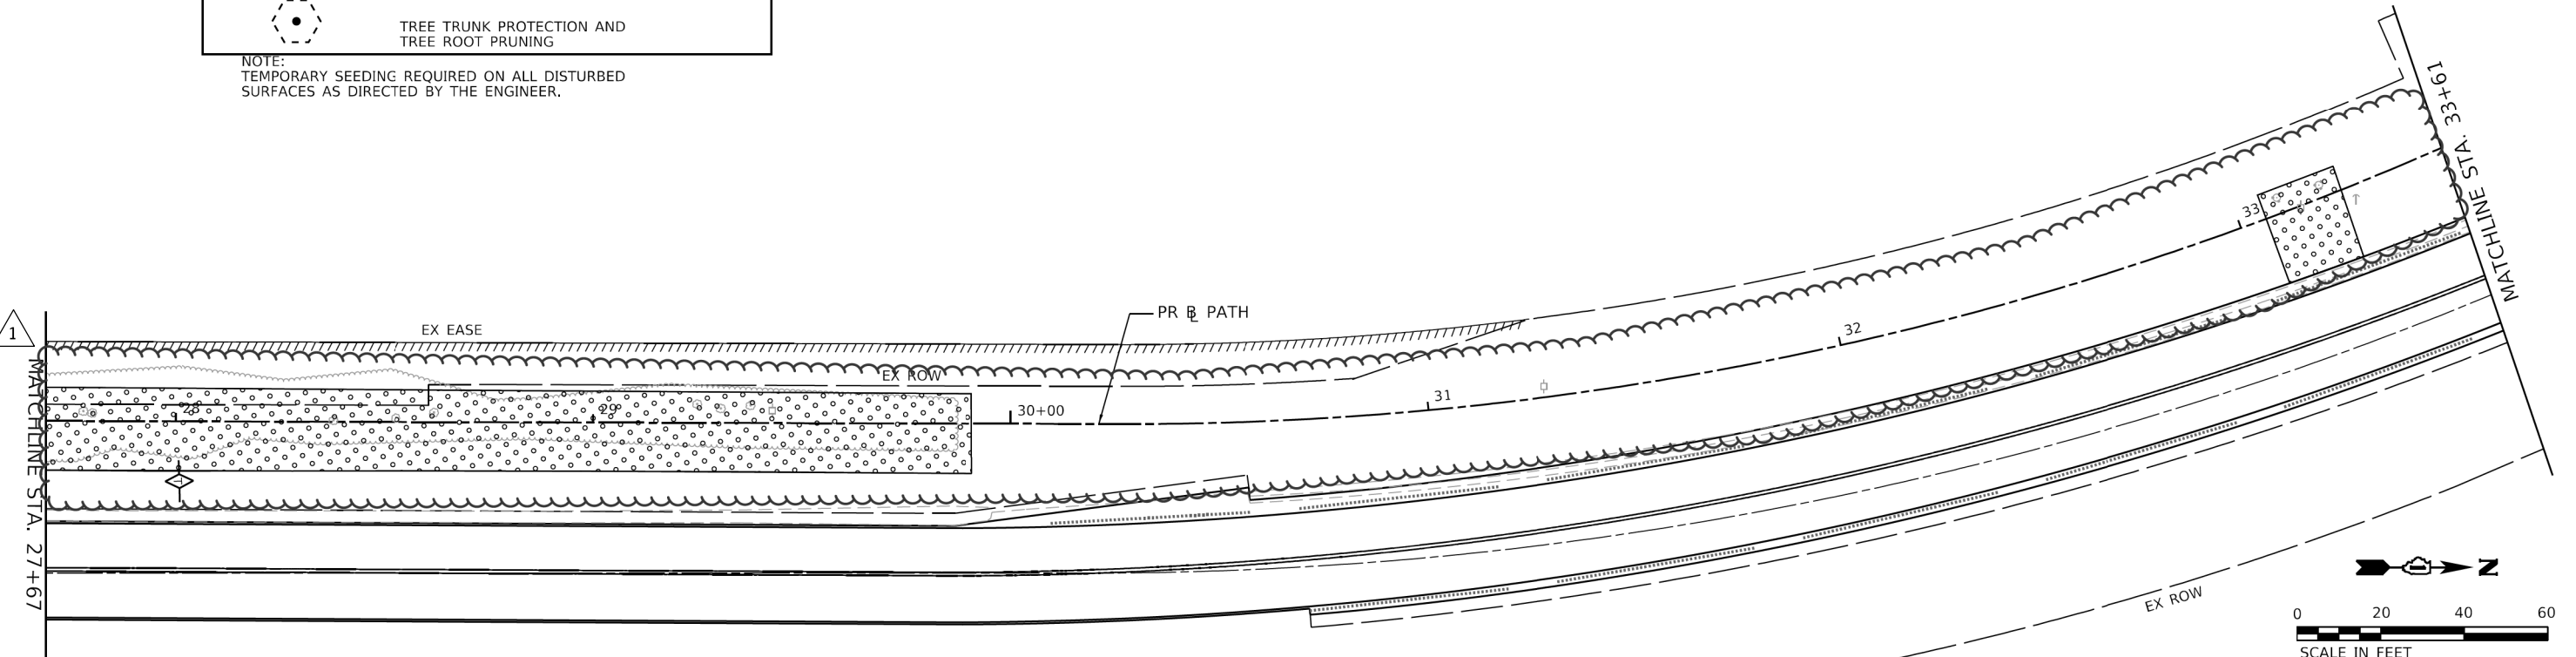 TREE TRUNK PROTECTION AND
TREE ROOT PRUNING
NOTE:
TEMPORARY SEEDING REQUIRED ON ALL DISTURBED
SURFACES AS DIRECTED BY THE ENGINEER.
1
MATCHLINE STA. 27+67
EX EASE
EX ROW
PR ℄ PATH
28
29
30+00
31
32
33
1
MATCHLINE STA. 33+61
EX ROW
N
0 20 40 60
SCALE IN FEET